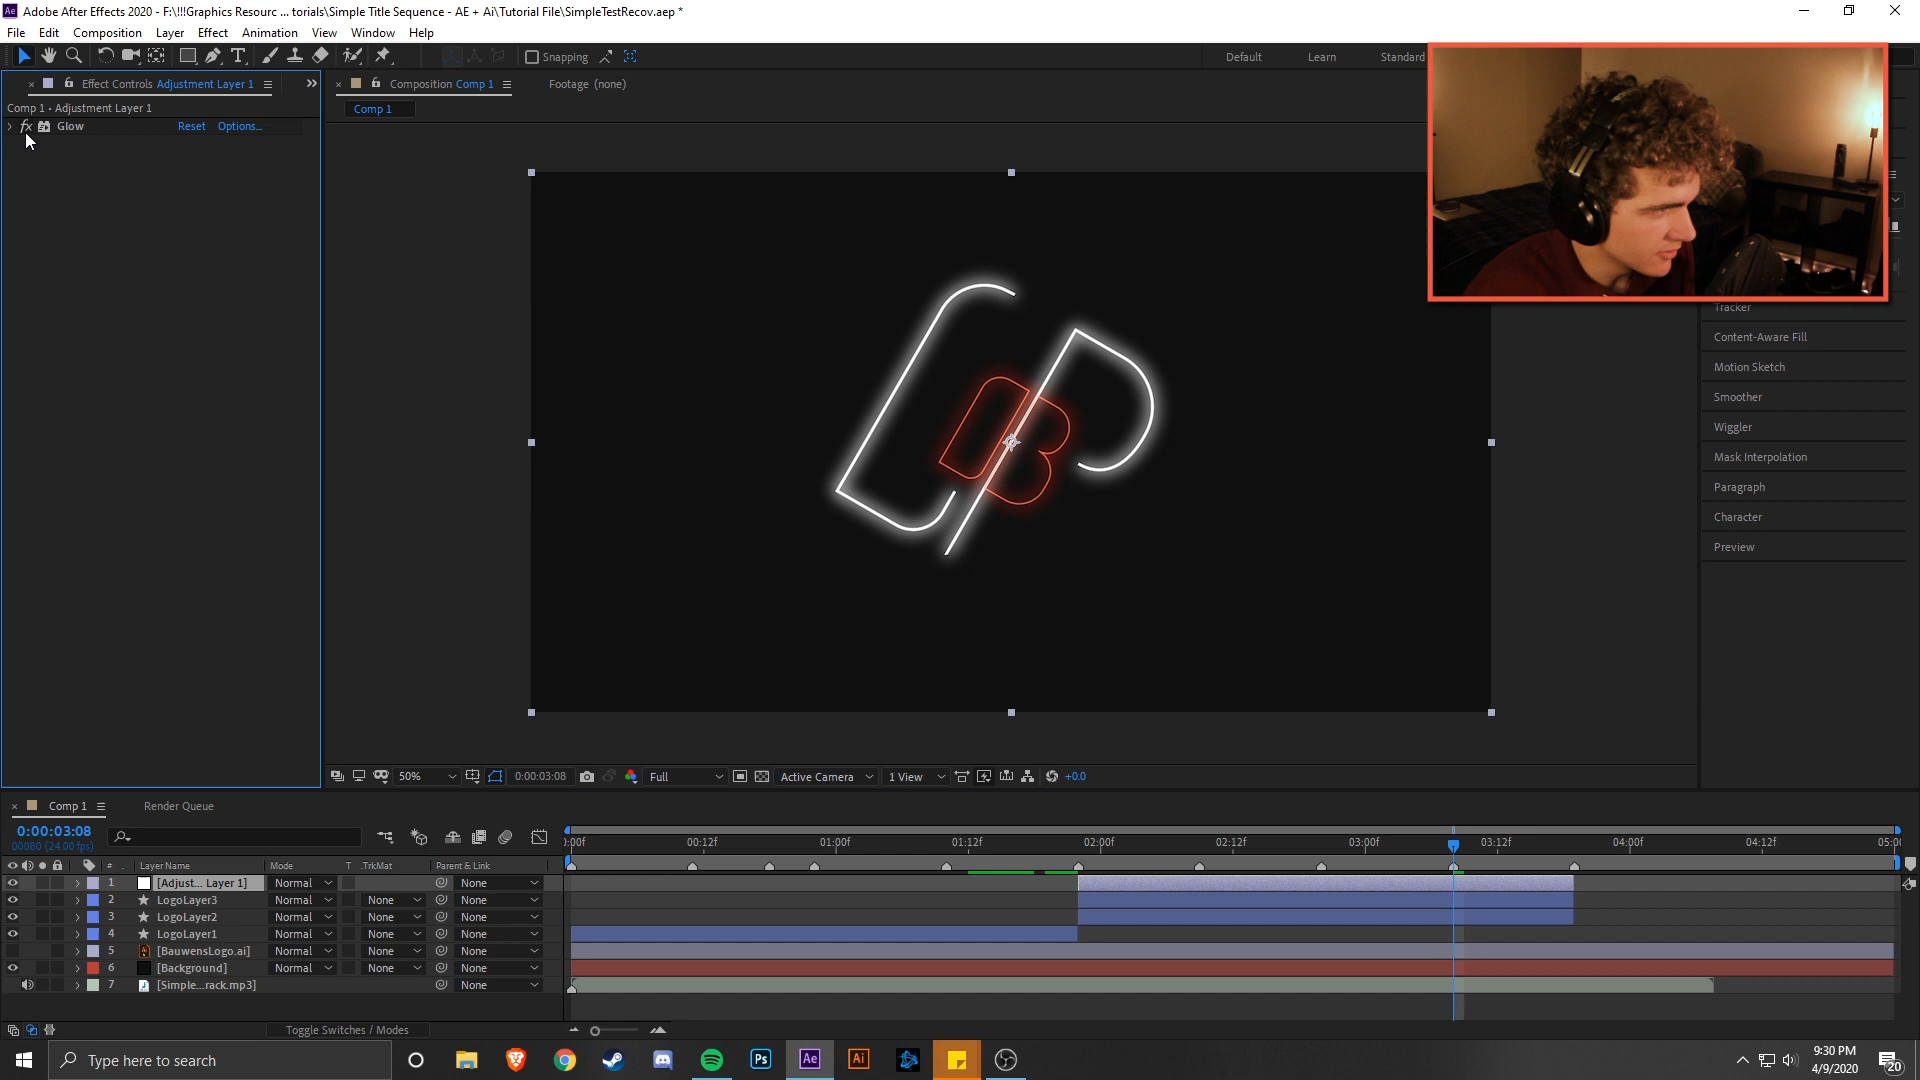 Ae Adobe After Effects 2020 - F:\!!!Graphics Resourc ... torials\Simple Title Sequence - AE + Ai\Tutorial File\SimpleTestRecov.aep *
File Edit Composition Layer Effect Animation View Window Help
Snapping Default Learn Standard
Effect Controls Adjustment Layer 1 Composition Comp 1 Footage (none)
Comp 1 • Adjustment Layer 1 Comp 1
fx Glow Reset Options...
Tracker
Content-Aware Fill
Motion Sketch
Smoother
Wiggler
Mask Interpolation
Paragraph
Character
Preview
50% 0:00:03:08 Full Active Camera 1 View +0.0
Comp 1 Render Queue
0:00:03:08
00080 (24.00 fps)
):00f 00:12f 01:00f 01:12f 02:00f 02:12f 03:00f 03:12f 04:00f 04:12f 05:0(
# Layer Name Mode T .TrkMat Parent & Link
1 [Adjust... Layer 1] Normal None
2 LogoLayer3 Normal None None
3 LogoLayer2 Normal None None
4 LogoLayer1 Normal None None
5 [BauwensLogo.ai] Normal None None
6 [Background] Normal None None
7 [Simple...rack.mp3] None
Toggle Switches / Modes
Type here to search Ps Ae Ai 9:30 PM
4/9/2020 20